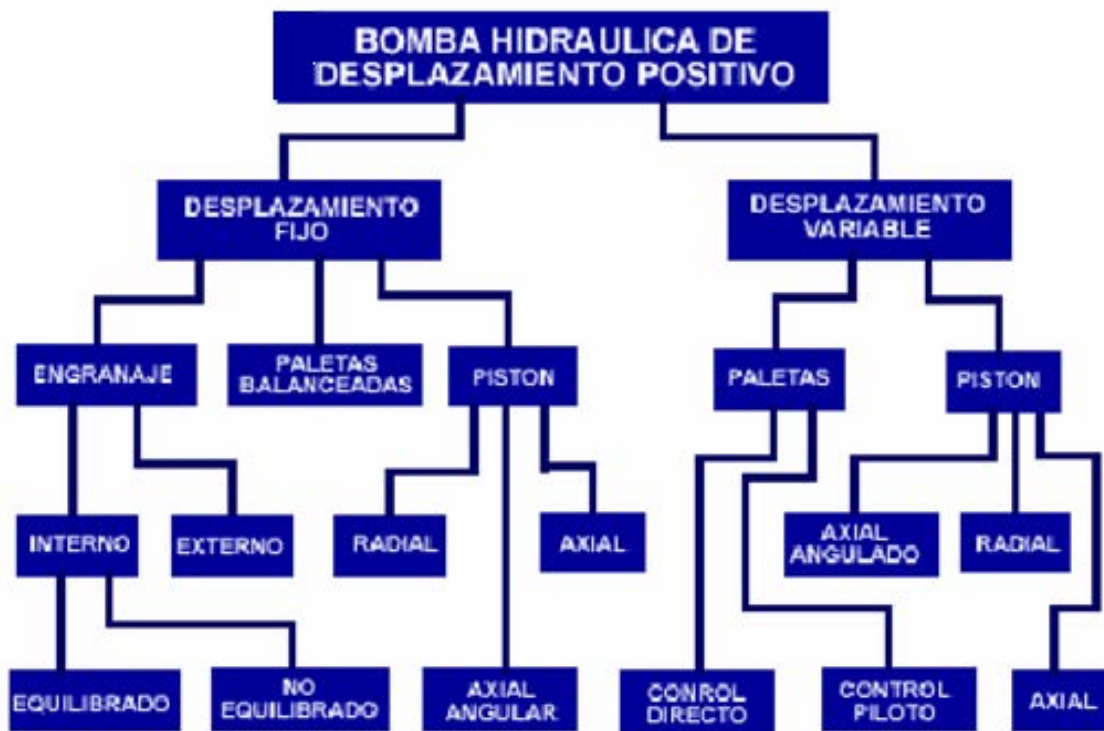 BOMBA HIDRAULICA DE
DESPLAZAMIENTO POSITIVO
DESPLAZAMIENTO
FIJO
DESPLAZAMIENTO
VARIABLE
ENGRANAJE
PALETAS
BALANCEADAS
PISTON
PALETAS
PISTON
INTERNO
EXTERNO
RADIAL
AXIAL
AXIAL
ANGULADO
RADIAL
EQUILIBRADO
NO
EQUILIBRADO
AXIAL
ANGULAR
CONROL
DIRECTO
CONTROL
PILOTO
AXIAL